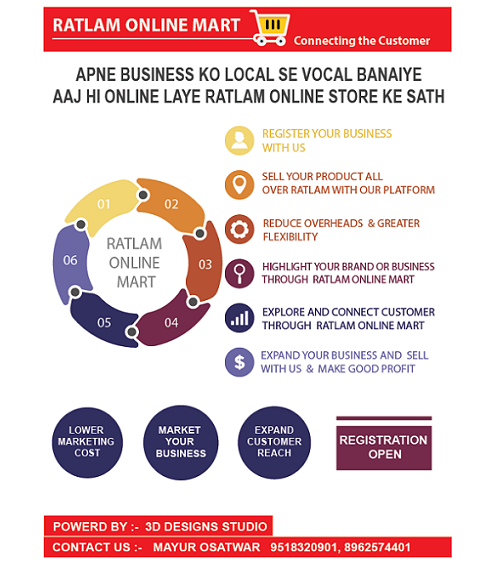 RATLAM ONLINE MART
Connecting the Customer
APNE BUSINESS KO LOCAL SE VOCAL BANAIYE
AAJ HI ONLINE LAYE RATLAM ONLINE STORE KE SATH
01
02
03
04
05
06
RATLAM
ONLINE
MART
REGISTER YOUR BUSINESS
WITH US
SELL YOUR PRODUCT ALL
OVER RATLAM WITH OUR PLATFORM
REDUCE OVERHEADS & GREATER
FLEXIBILITY
HIGHLIGHT YOUR BRAND OR BUSINESS
THROUGH RATLAM ONLINE MART
EXPLORE AND CONNECT CUSTOMER
THROUGH RATLAM ONLINE MART
$
EXPAND YOUR BUSINESS AND SELL
WITH US & MAKE GOOD PROFIT
LOWER
MARKETING
COST
MARKET
YOUR
BUSINESS
EXPAND
CUSTOMER
REACH
REGISTRATION
OPEN
POWERD BY :- 3D DESIGNS STUDIO
CONTACT US :- MAYUR OSATWAR 9518320901, 8962574401